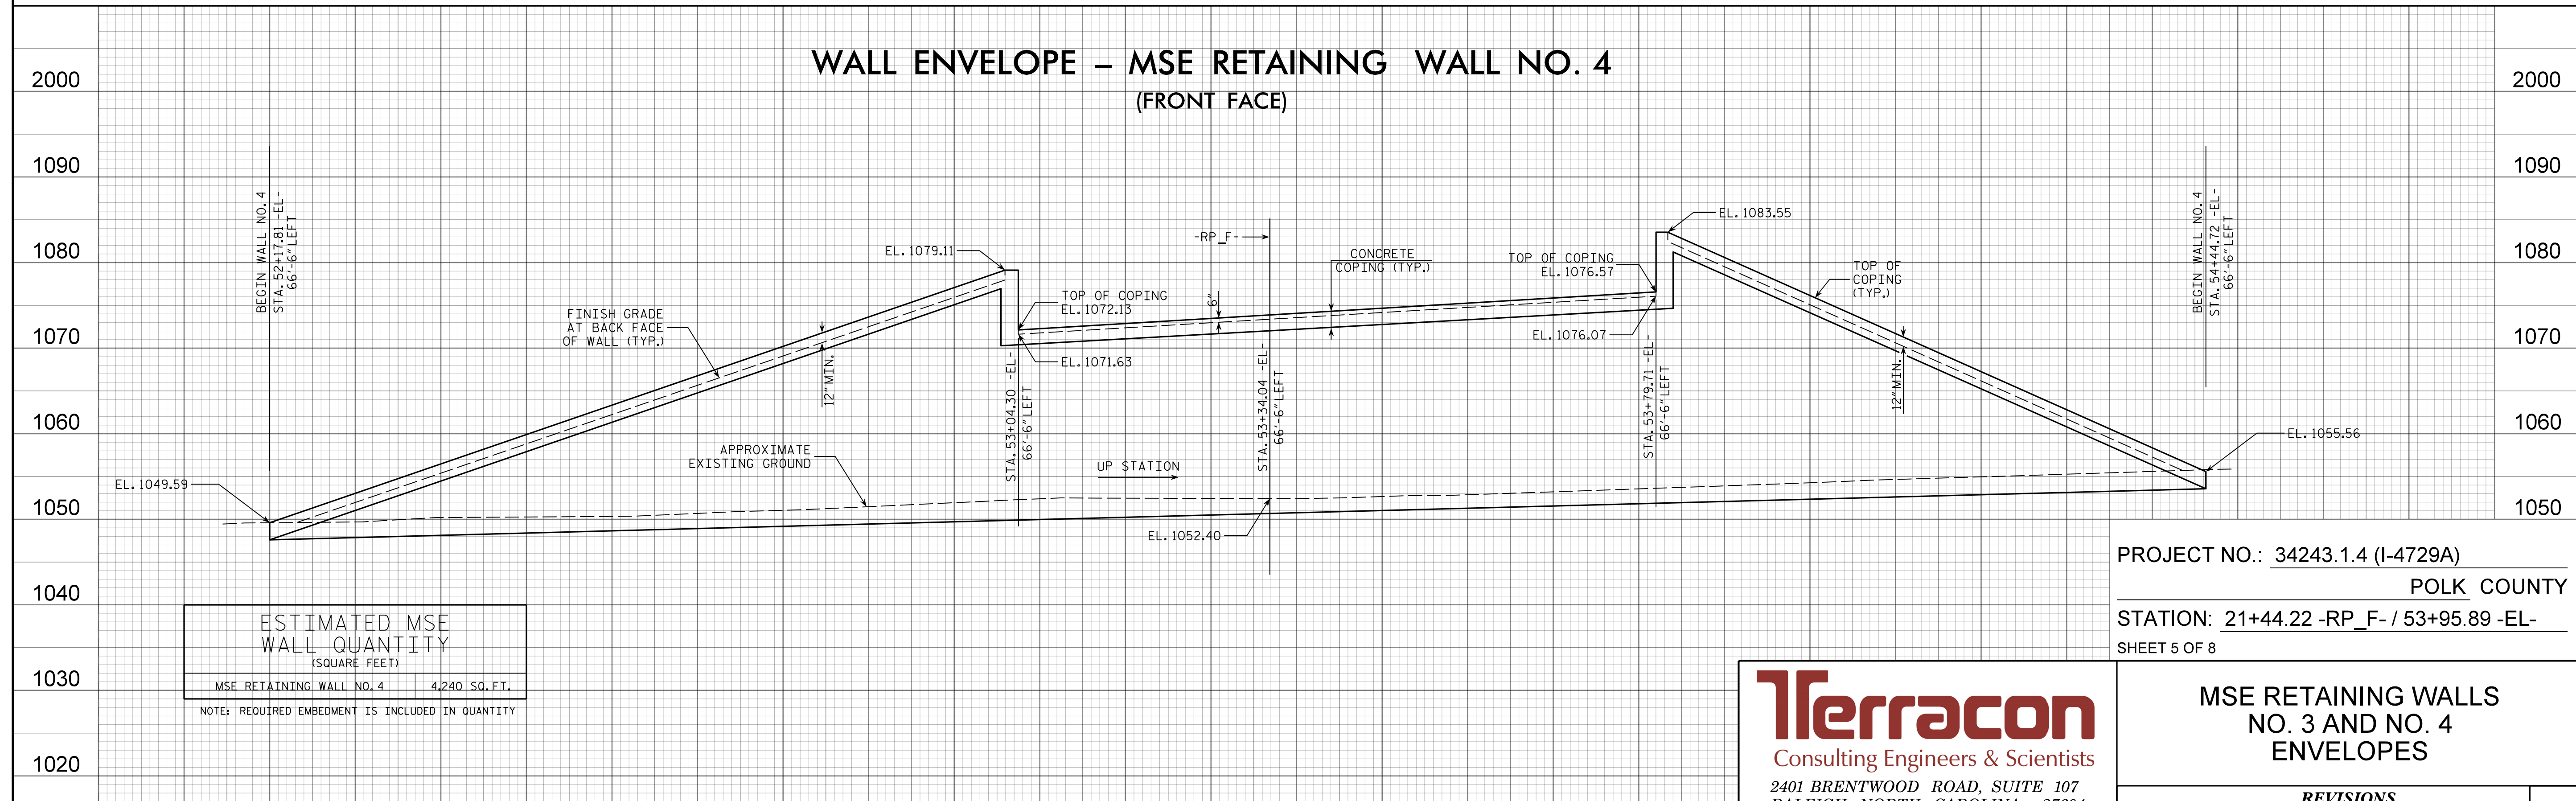 WALL ENVELOPE – MSE RETAINING WALL NO. 4
(FRONT FACE)
2000
2000
1090
1090
1080
1080
1070
1070
1060
1060
1050
1050
1040
1030
1020
BEGIN WALL NO. 4
STA. 52+17.81 -EL-
66'-6" LEFT
EL. 1049.59
FINISH GRADE
AT BACK FACE
OF WALL (TYP.)
12" MIN.
APPROXIMATE
EXISTING GROUND
EL. 1079.11
TOP OF COPING
EL. 1072.13
EL. 1071.63
STA. 53+04.30 -EL-
66'-6" LEFT
UP STATION
-RP_F-
6"
STA. 53+34.04 -EL-
66'-6" LEFT
EL. 1052.40
CONCRETE
COPING (TYP.)
TOP OF COPING
EL. 1076.57
EL. 1076.07
STA. 53+79.71 -EL-
66'-6" LEFT
EL. 1083.55
TOP OF
COPING
(TYP.)
12" MIN.
BEGIN WALL NO. 4
STA. 54+44.72 -EL-
66'-6" LEFT
EL. 1055.56
ESTIMATED MSE
WALL QUANTITY
(SQUARE FEET)
MSE RETAINING WALL NO. 4 4,240 SQ. FT.
NOTE: REQUIRED EMBEDMENT IS INCLUDED IN QUANTITY
PROJECT NO.: 34243.1.4 (I-4729A)
POLK COUNTY
STATION: 21+44.22 -RP_F- / 53+95.89 -EL-
SHEET 5 OF 8
Terracon
Consulting Engineers & Scientists
2401 BRENTWOOD ROAD, SUITE 107
RALEIGH, NORTH CAROLINA
MSE RETAINING WALLS
NO. 3 AND NO. 4
ENVELOPES
REVISIONS